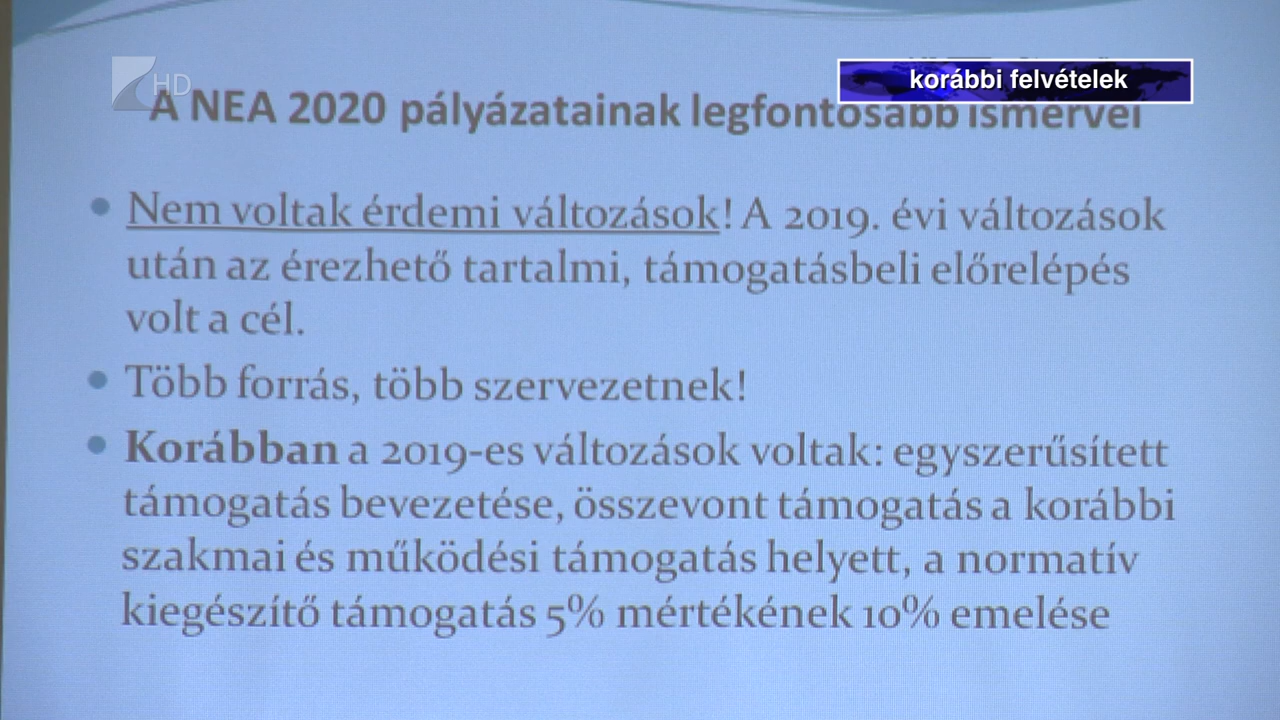 HD
korábbi felvételek
A NEA 2020 pályázatainak legfontosabb ismérvei
Nem voltak érdemi változások! A 2019. évi változások
után az érezhető tartalmi, támogatásbeli előrelépés
volt a cél.
Több forrás, több szervezetnek!
Korábban a 2019-es változások voltak: egyszerűsített
támogatás bevezetése, összevont támogatás a korábbi
szakmai és működési támogatás helyett, a normatív
kiegészítő támogatás 5% mértékének 10% emelése